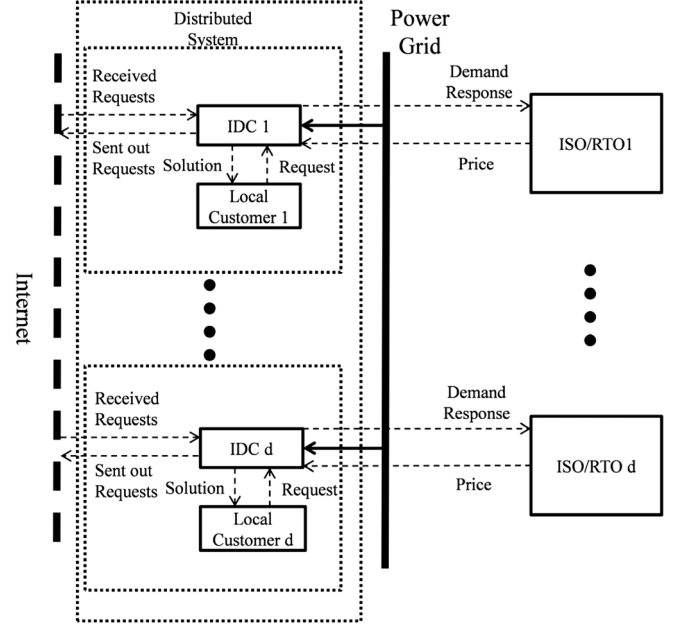 Distributed
System
Power
Grid
Received
Requests
Demand
Response
IDC 1
ISO/RTO1
Sent out
Requests
Solution
Request
Price
Local
Customer 1
Internet
Received
Requests
Demand
Response
IDC d
ISO/RTO d
Sent out
Requests
Solution
Request
Price
Local
Customer d